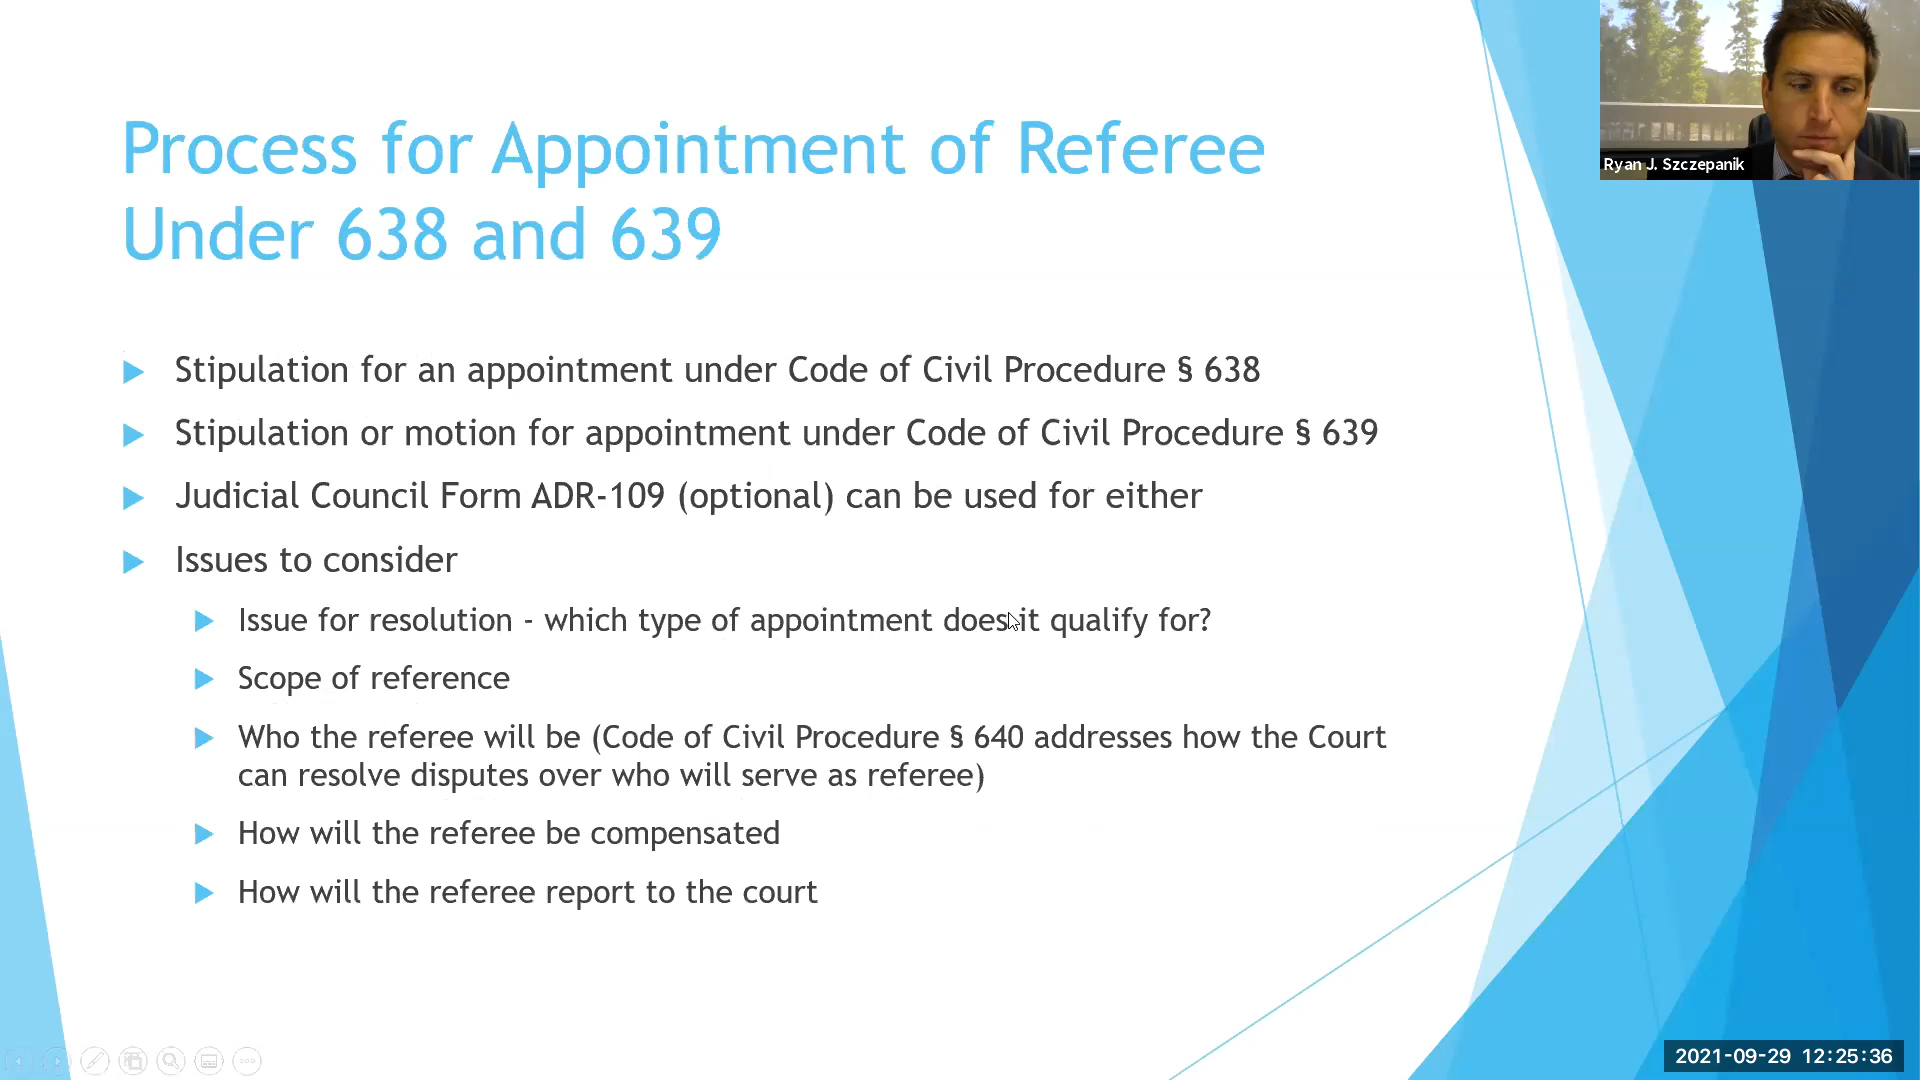 Process for Appointment of Referee
Under 638 and 639
Stipulation for an appointment under Code of Civil Procedure § 638
Stipulation or motion for appointment under Code of Civil Procedure § 639
Judicial Council Form ADR-109 (optional) can be used for either
Issues to consider
Issue for resolution - which type of appointment does it qualify for?
Scope of reference
Who the referee will be (Code of Civil Procedure § 640 addresses how the Court
can resolve disputes over who will serve as referee)
How will the referee be compensated
How will the referee report to the court
Ryan J. Szczepanik
2021-09-29 12:25:36